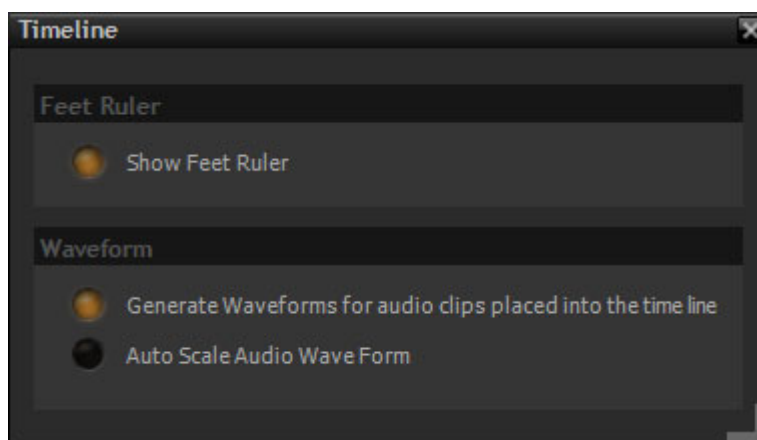 Timeline
Feet Ruler
Show Feet Ruler
Waveform
Generate Waveforms for audio clips placed into the time line
Auto Scale Audio Wave Form